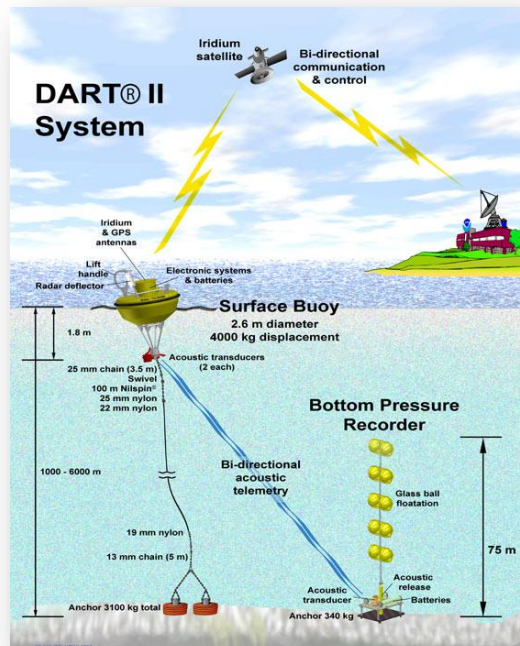 Iridium
satellite
Bi-directional
communication
& control
DART® II
System
Iridium
& GPS
antennas
Lift
handle
Radar deflector
Electronic systems
& batteries
Surface Buoy
2.6 m diameter
4000 kg displacement
1.8 m
Acoustic transducers
(2 each)
25 mm chain (3.5 m)
Swivel
100 m Nilspin®
25 mm nylon
22 mm nylon
Bottom Pressure
Recorder
1000 - 6000 m
Bi-directional
acoustic
telemetry
Glass ball
floatation
75 m
19 mm nylon
13 mm chain (5 m)
Acoustic
transducer
Acoustic
release
Batteries
Anchor 3100 kg total
Anchor 340 kg